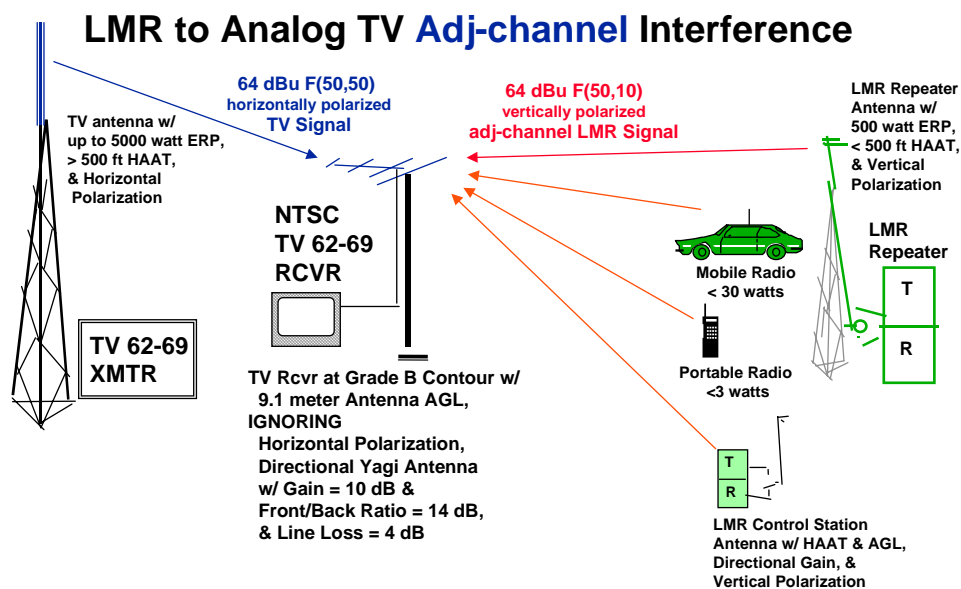 LMR to Analog TV Adj-channel Interference
64 dBu F(50,50)
horizontally polarized
TV Signal
64 dBu F(50,10)
vertically polarized
adj-channel LMR Signal
TV antenna w/
up to 5000 watt ERP,
> 500 ft HAAT,
& Horizontal
Polarization
LMR Repeater
Antenna w/
500 watt ERP,
< 500 ft HAAT,
& Vertical
Polarization
NTSC
TV 62-69
RCVR
Mobile Radio
< 30 watts
LMR
Repeater
T
R
TV 62-69
XMTR
Portable Radio
<3 watts
TV Rcvr at Grade B Contour w/
9.1 meter Antenna AGL,
IGNORING
Horizontal Polarization,
Directional Yagi Antenna
w/ Gain = 10 dB &
Front/Back Ratio = 14 dB,
& Line Loss = 4 dB
T
R
LMR Control Station
Antenna w/ HAAT & AGL,
Directional Gain, &
Vertical Polarization